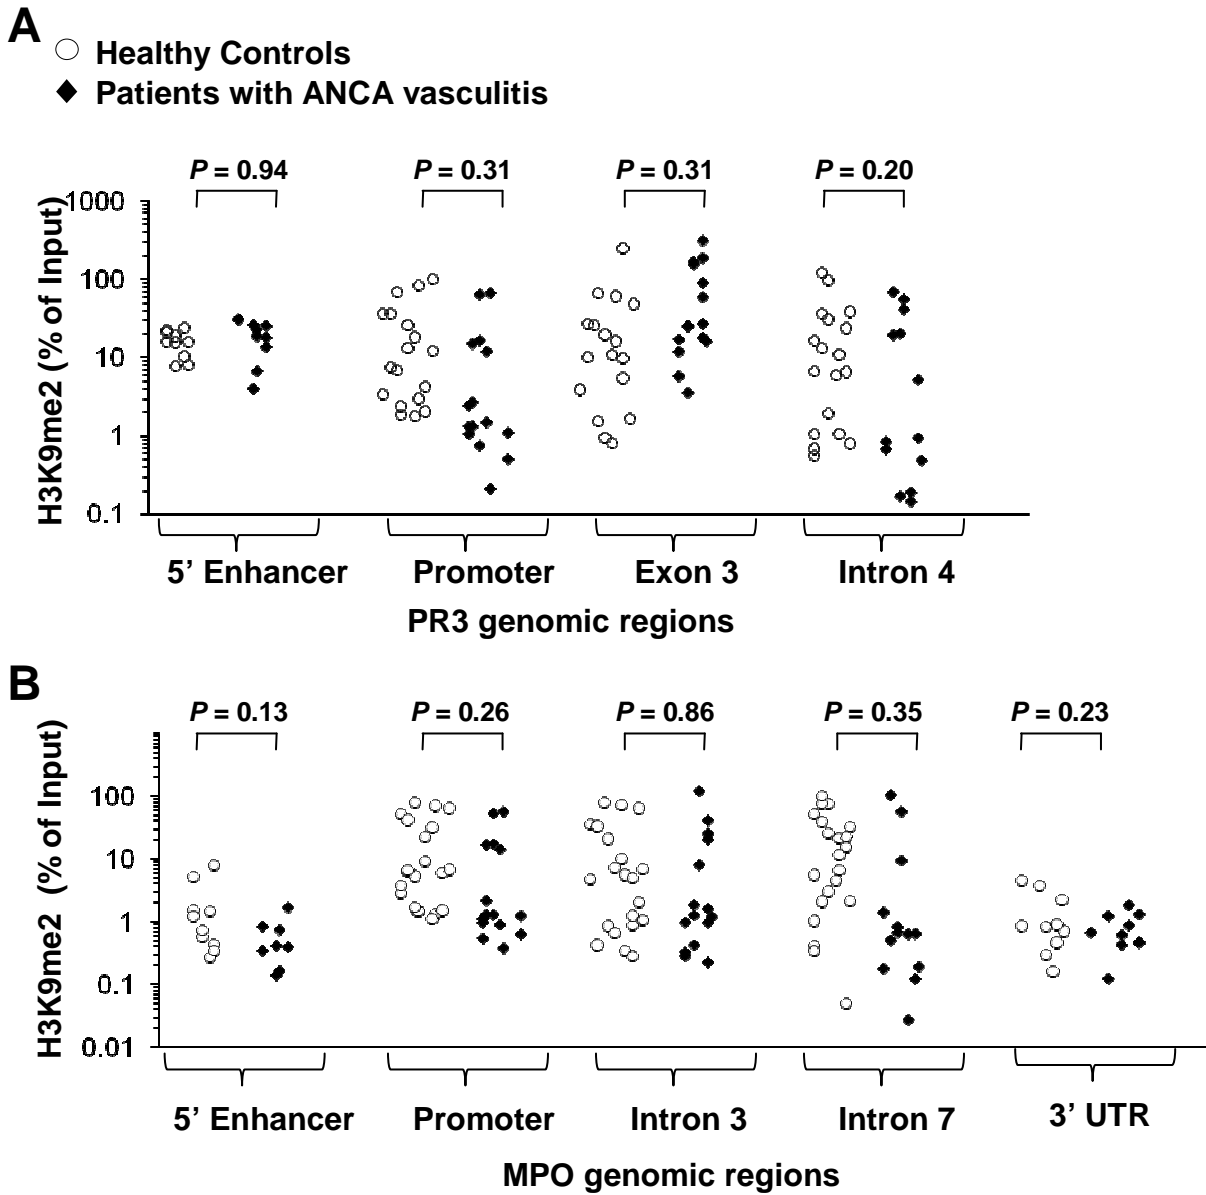 A
Healthy Controls
Patients with ANCA vasculitis
P = 0.94
P = 0.31
P = 0.31
P = 0.20
H3K9me2 (% of Input)
1000
100
10
1
0.1
5’ Enhancer
Promoter
Exon 3
Intron 4
PR3 genomic regions
B
P = 0.13
P = 0.26
P = 0.86
P = 0.35
P = 0.23
H3K9me2 (% of Input)
100
10
1
0.1
0.01
5’ Enhancer
Promoter
Intron 3
Intron 7
3’ UTR
MPO genomic regions